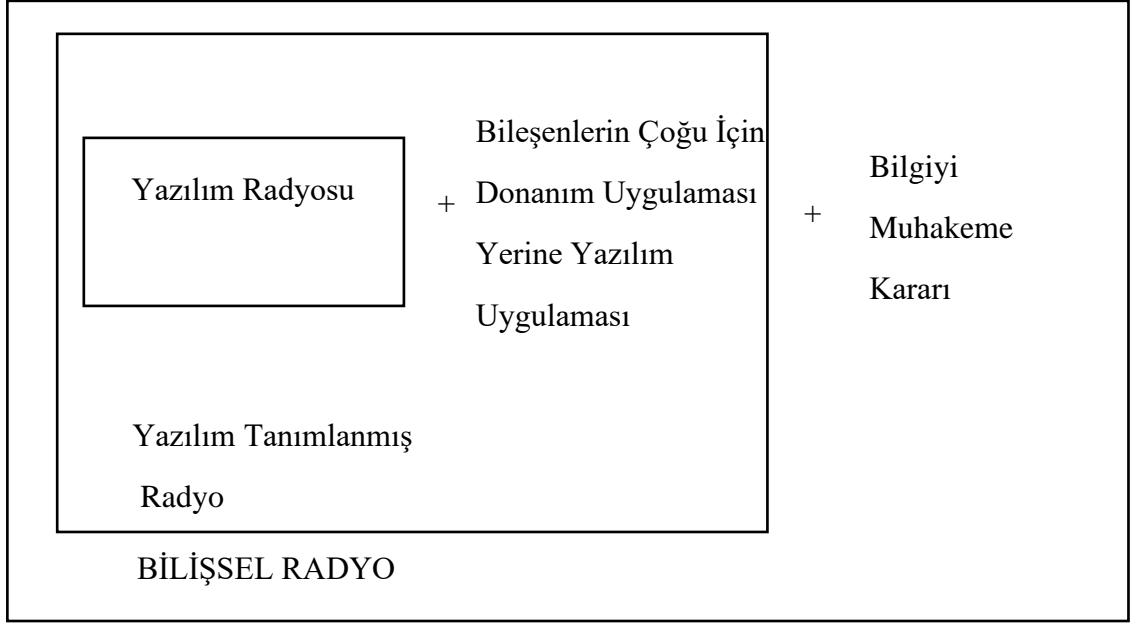 Yazılım Radyosu
+
Bileşenlerin Çoğu İçin
Donanım Uygulaması
Yerine Yazılım
Uygulaması
+
Bilgiyi
Muhakeme
Kararı
Yazılım Tanımlanmış
Radyo
BİLİŞSEL RADYO